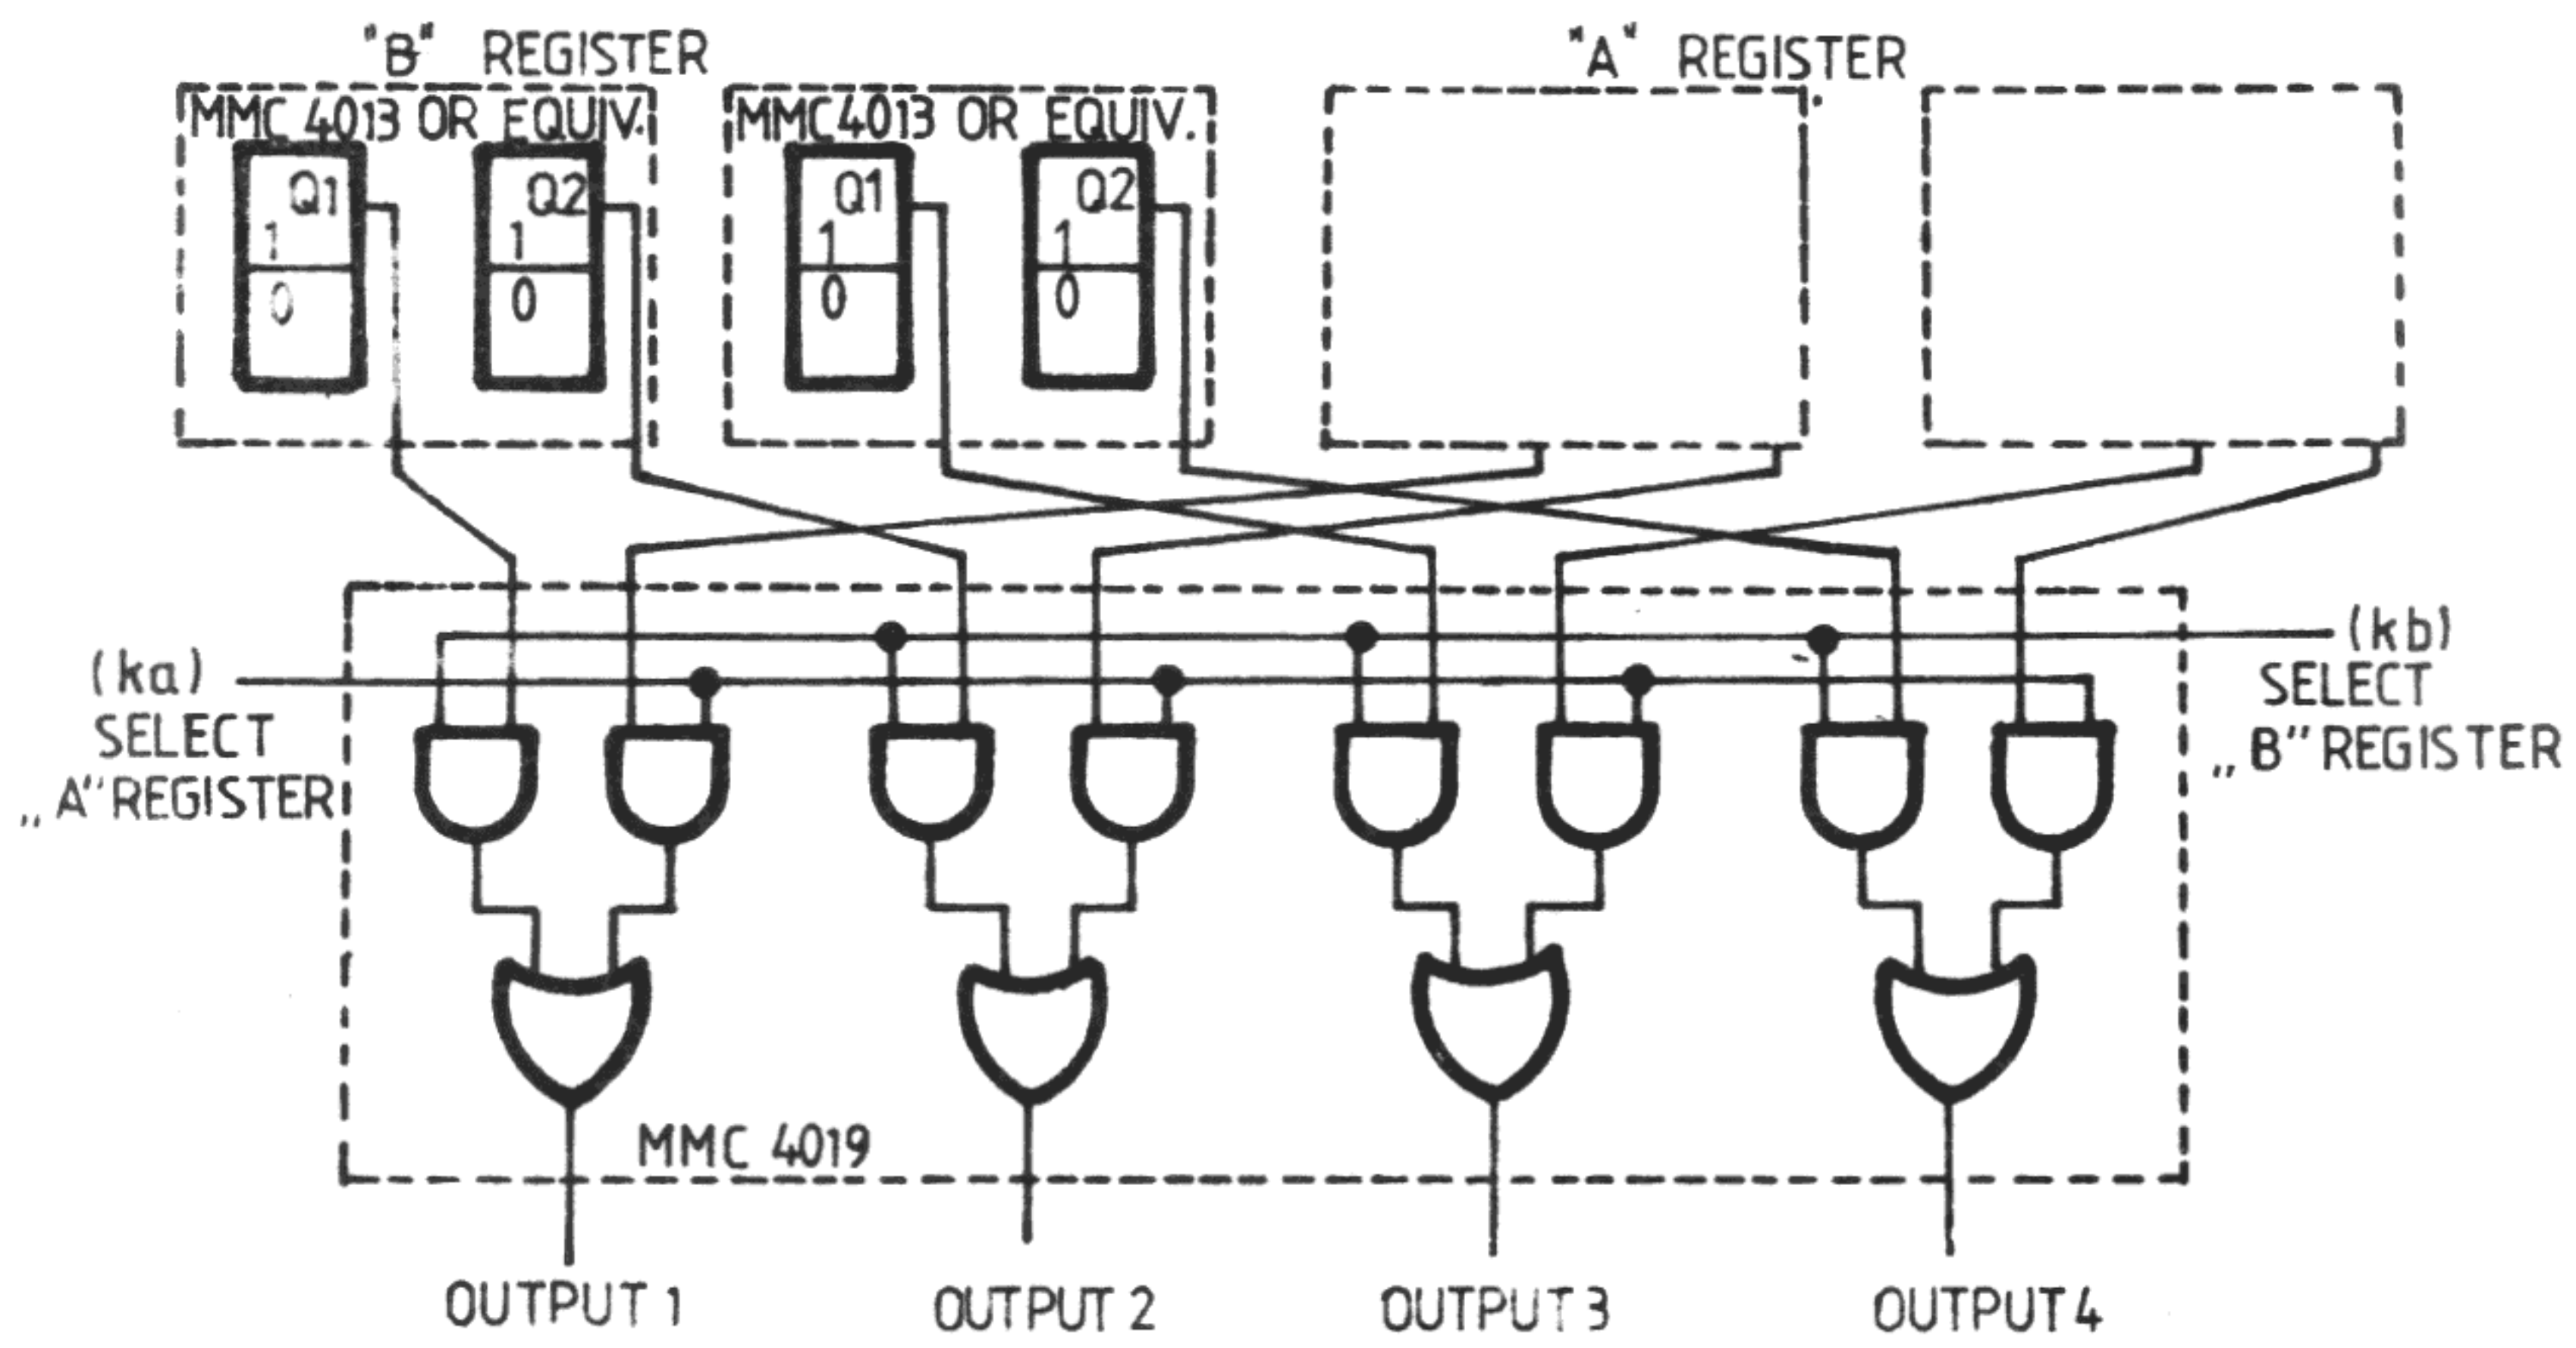 "B" REGISTER
"A" REGISTER
MMC 4013 OR EQUIV.
MMC4013 OR EQUIV.
Q1
1
0
Q2
1
0
Q1
1
0
Q2
1
0
(ka)
SELECT
„A" REGISTER
(kb)
SELECT
„B" REGISTER
MMC 4019
OUTPUT 1
OUTPUT 2
OUTPUT 3
OUTPUT 4